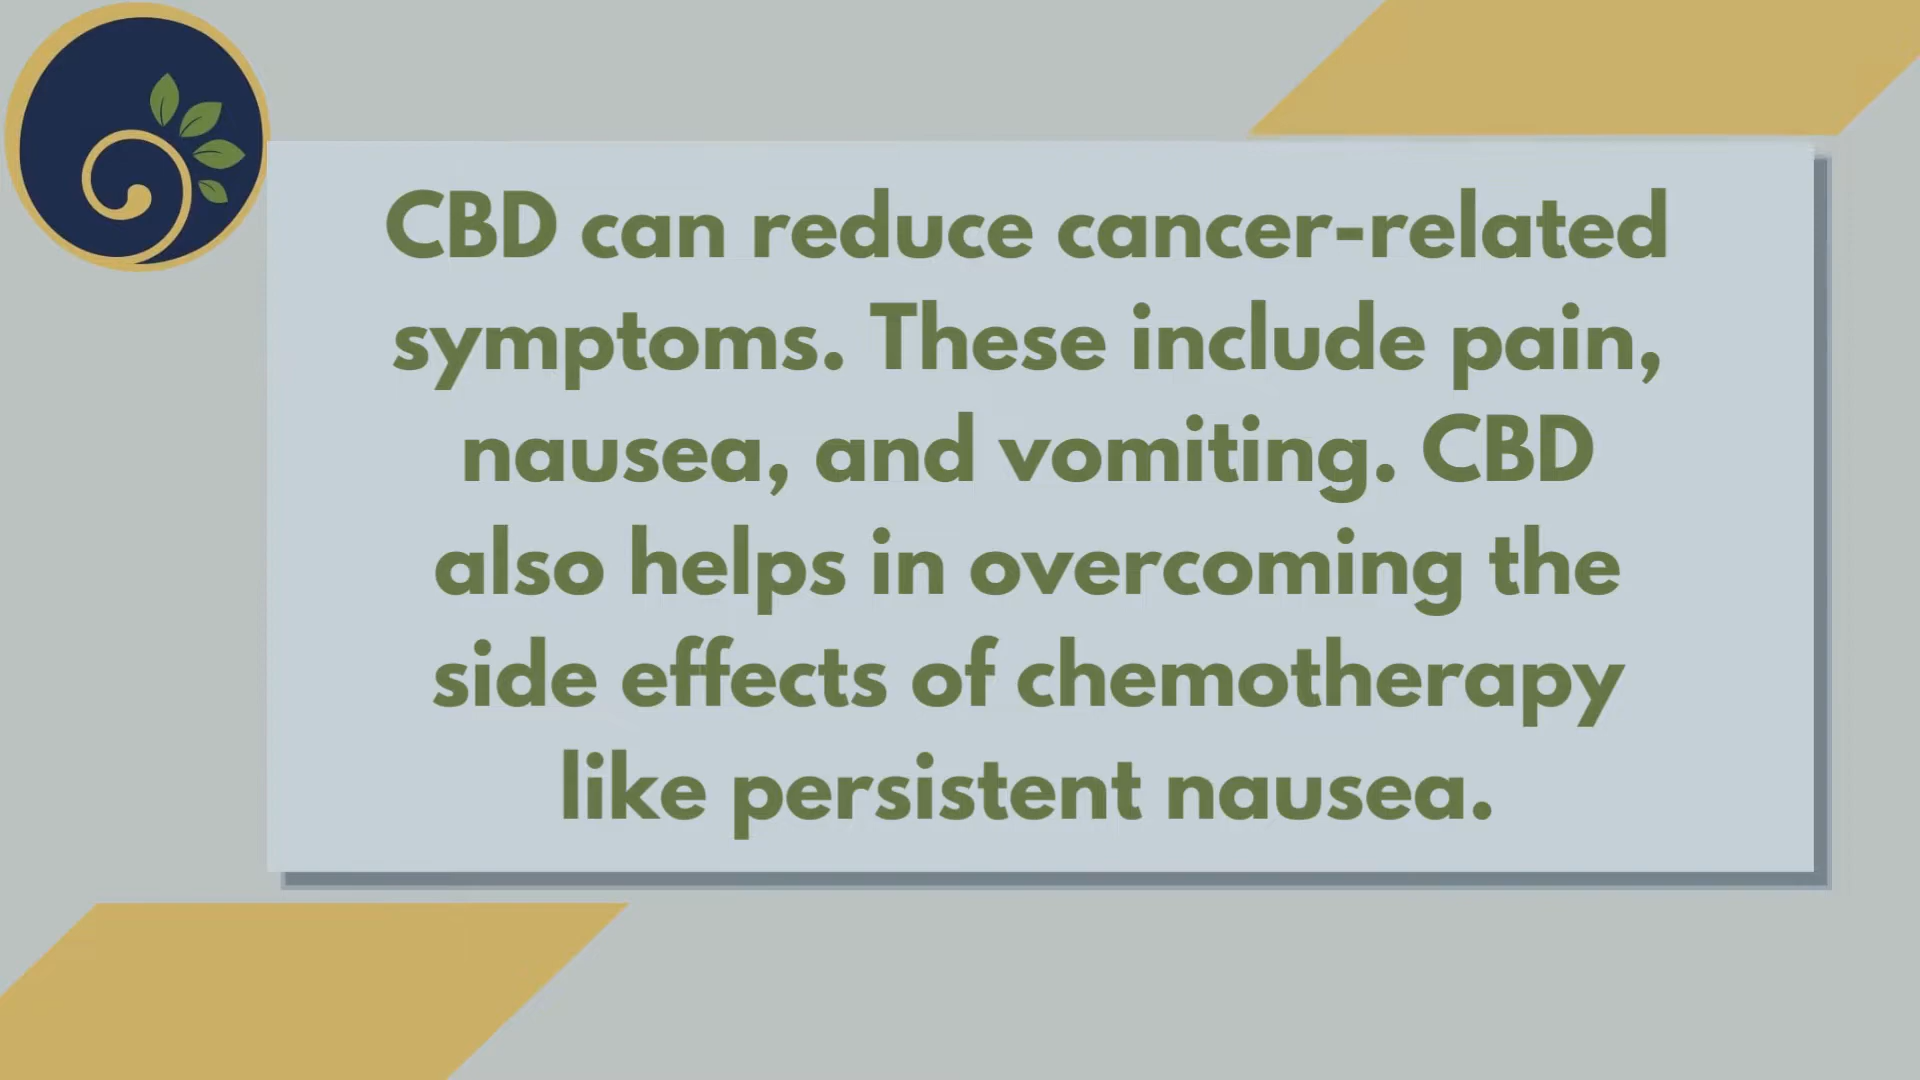 CBD can reduce cancer-related
symptoms. These include pain,
nausea, and vomiting. CBD
also helps in overcoming the
side effects of chemotherapy
like persistent nausea.